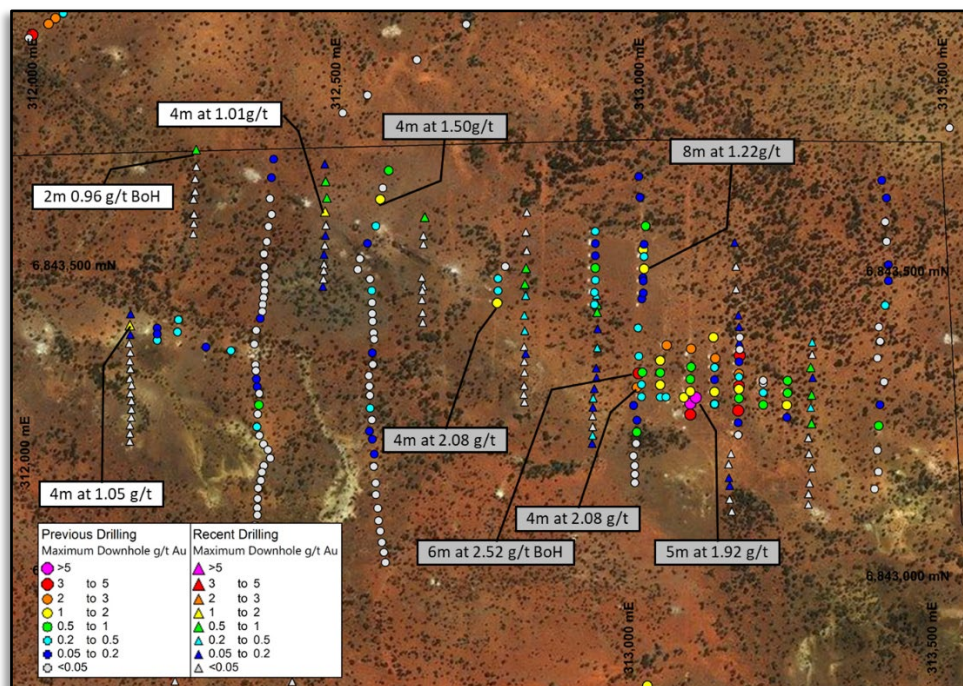 312,000 mE
312,500 mE
313,000 mE
313,500 mE
4m at 1.01g/t
4m at 1.50g/t
8m at 1.22g/t
2m 0.96 g/t BoH
6,843,500 mN
6,843,500 mN
4m at 2.08 g/t
312,000 mE
4m at 1.05 g/t
4m at 2.08 g/t
6m at 2.52 g/t BoH
5m at 1.92 g/t
6,843,000 mN
313,000 mE
313,500 mE
Previous Drilling
Maximum Downhole g/t Au
>5
3 to 5
2 to 3
1 to 2
0.5 to 1
0.2 to 0.5
0.05 to 0.2
<0.05
Recent Drilling
Maximum Downhole g/t Au
>5
3 to 5
2 to 3
1 to 2
0.5 to 1
0.2 to 0.5
0.05 to 0.2
<0.05